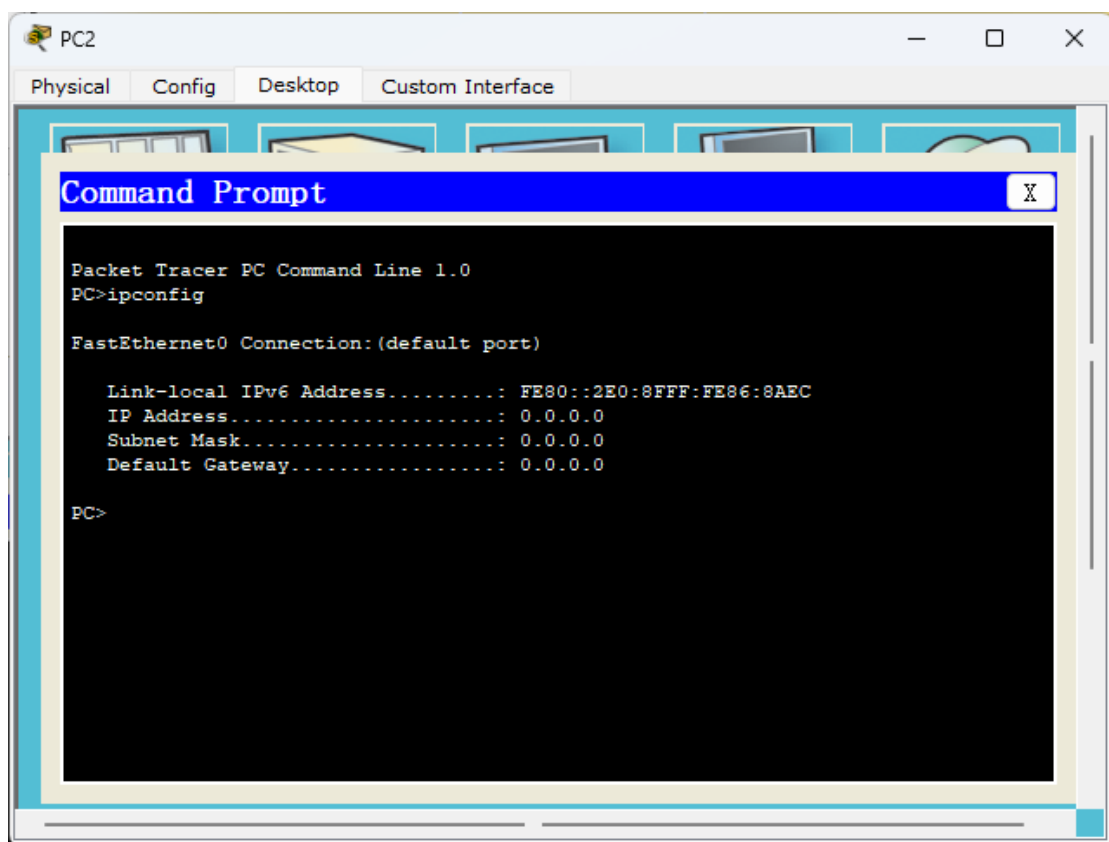 PC2
Physical Config Desktop Custom Interface
Command Prompt
X
Packet Tracer PC Command Line 1.0
PC>ipconfig
FastEthernet0 Connection:(default port)
Link-local IPv6 Address.........: FE80::2E0:8FFF:FE86:8AEC
IP Address......................: 0.0.0.0
Subnet Mask.....................: 0.0.0.0
Default Gateway.................: 0.0.0.0
PC>